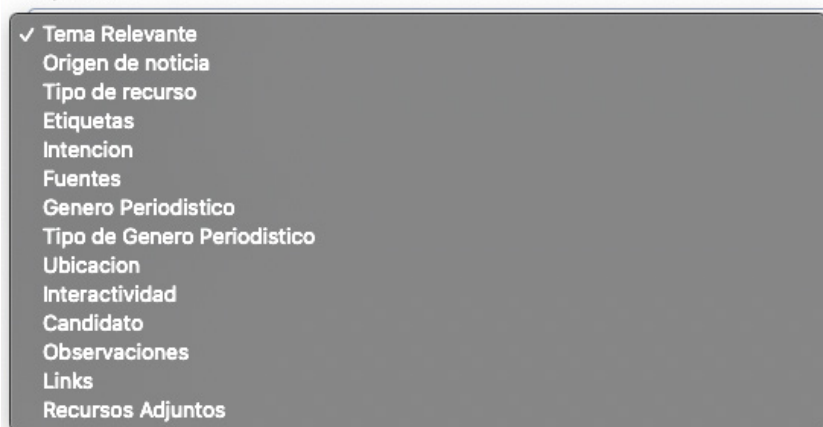 ✓ Tema Relevante
Origen de noticia
Tipo de recurso
Etiquetas
Intencion
Fuentes
Genero Periodistico
Tipo de Genero Periodistico
Ubicacion
Interactividad
Candidato
Observaciones
Links
Recursos Adjuntos